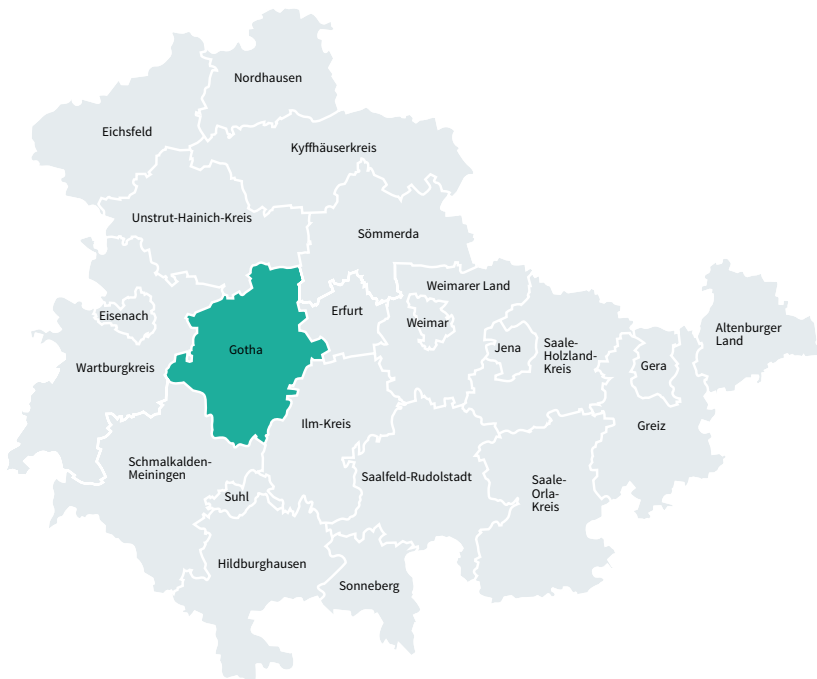 Nordhausen
Eichsfeld
Kyffhäuserkreis
Unstrut-Hainich-Kreis
Sömmerda
Weimarer Land
Eisenach
Erfurt
Weimar
Altenburger
Land
Gotha
Jena
Saale-
Holzland-
Kreis
Wartburgkreis
Gera
Ilm-Kreis
Greiz
Schmalkalden-
Meiningen
Saalfeld-Rudolstadt
Saale-
Orla-
Kreis
Suhl
Hildburghausen
Sonneberg